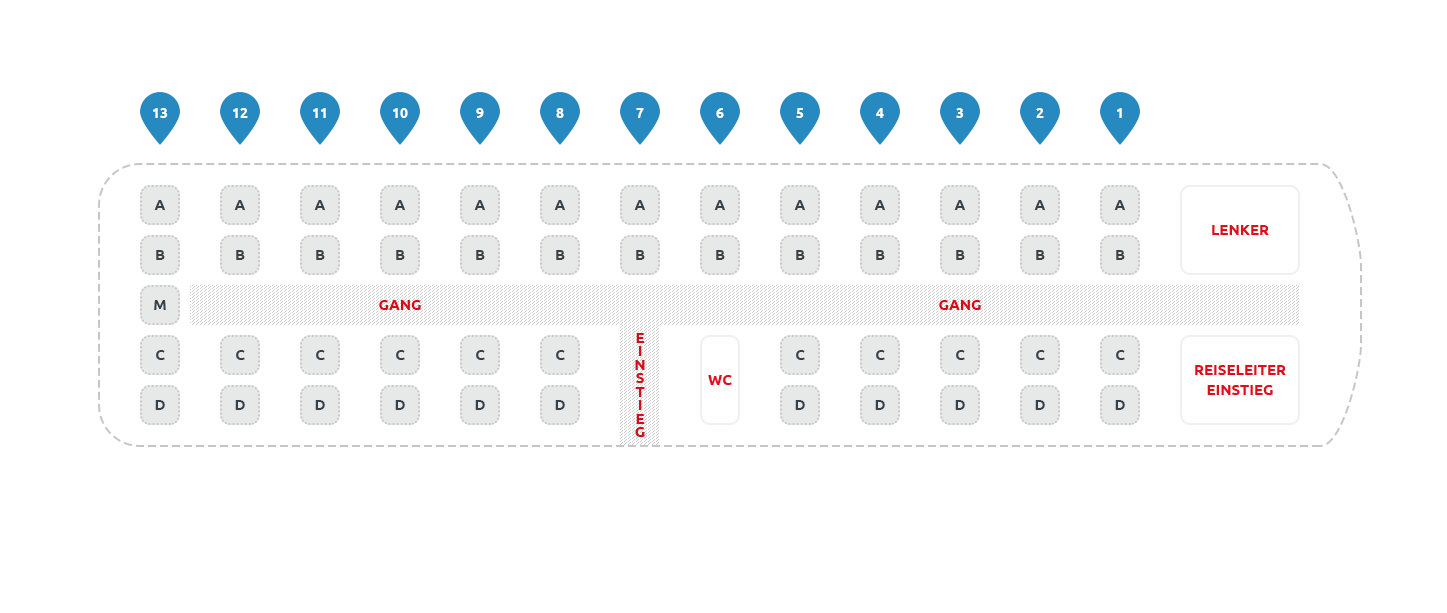 13 12 11 10 9 8 7 6 5 4 3 2 1
A A A A A A A A A A A A A
LENKER
B B B B B B B B B B B B B
M GANG GANG
EINSTIEG
C C C C C C C C C C C
WC
REISELEITER
EINSTIEG
D D D D D D D D D D D